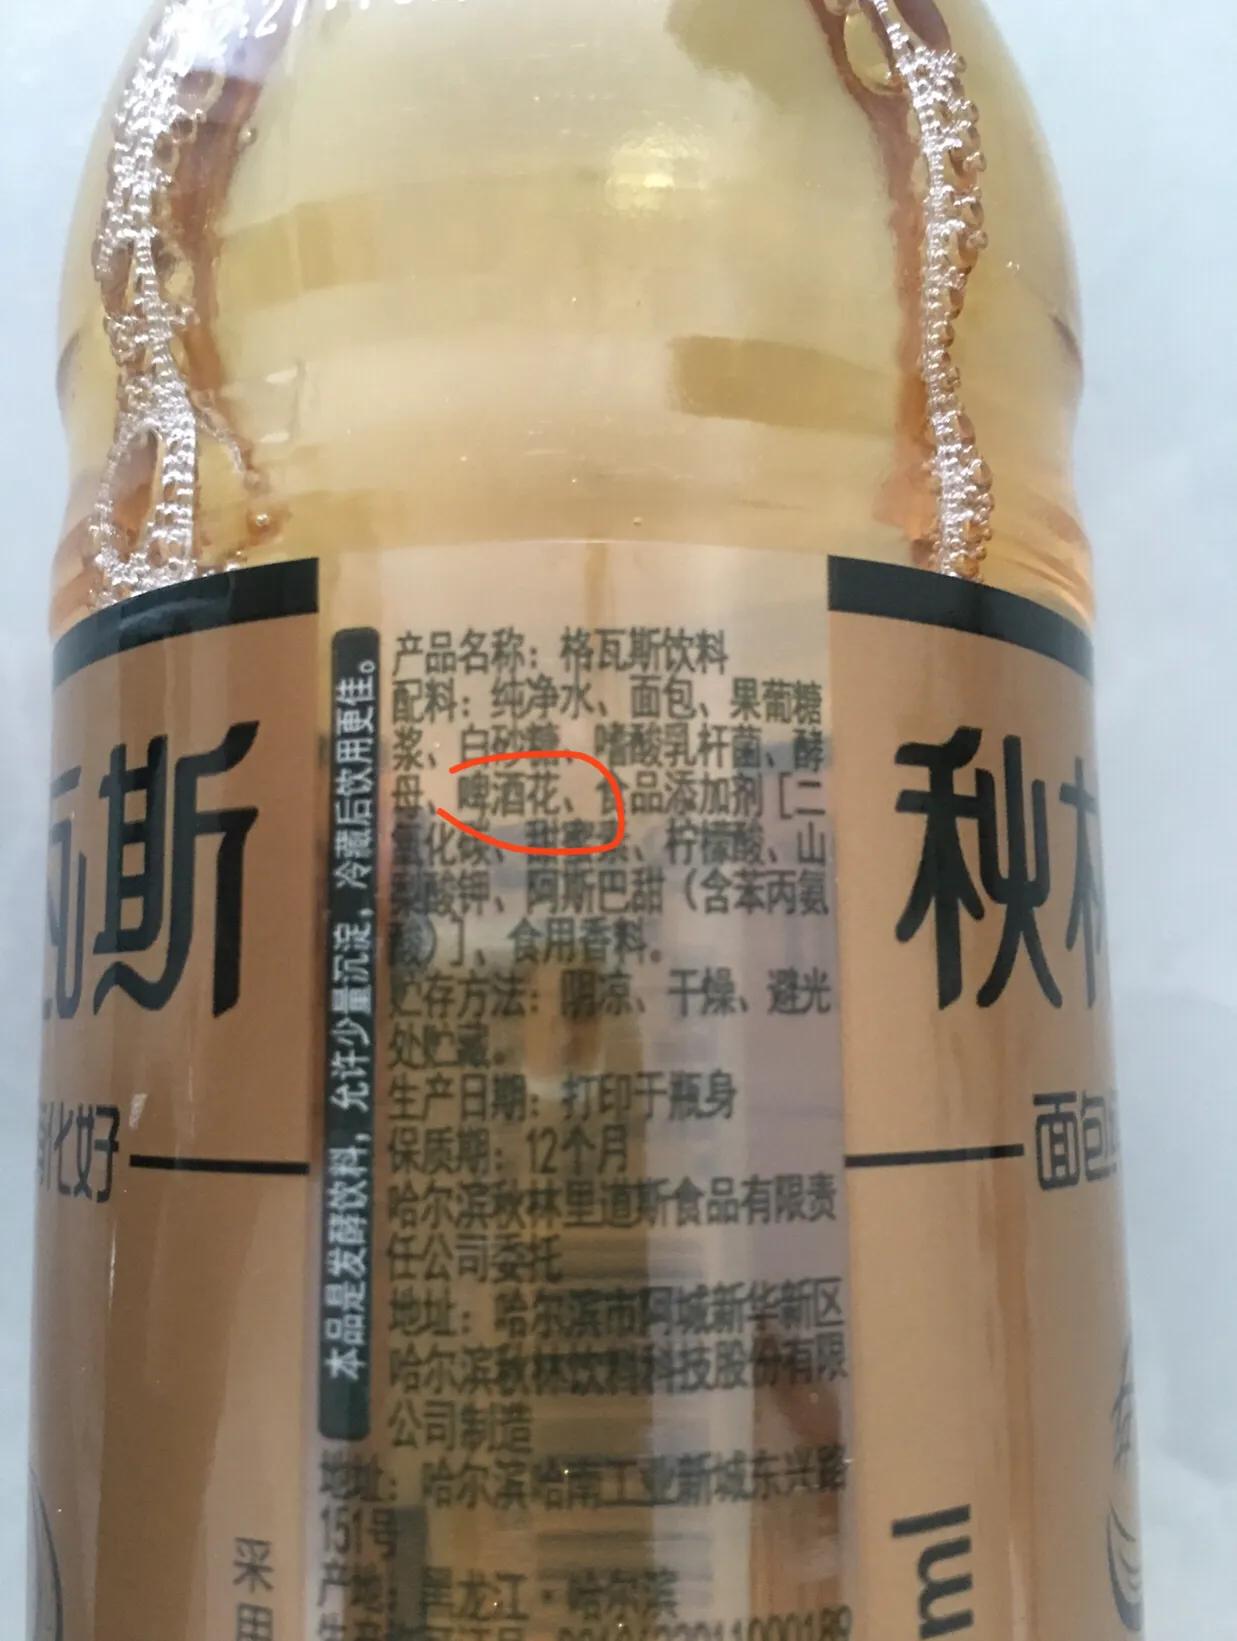 瓦斯
化好
采用
本品是发酵饮料，允许少量沉淀，冷藏后饮用更佳。
产品名称：格瓦斯饮料
配料：纯净水、面包、果葡糖
浆、白砂糖、嗜酸乳杆菌、酵
母、啤酒花、食品添加剂[二
氧化碳、甜蜜素、柠檬酸、山
梨酸钾、阿斯巴甜（含苯丙氨
酸）]、食用香料。
贮存方法：阴凉、干燥、避光
处贮藏。
生产日期：打印于瓶身
保质期：12个月
哈尔滨秋林里道斯食品有限责
任公司委托
地址：哈尔滨市阿城新华新区
哈尔滨秋林饮料科技股份有限
公司制造
地址：哈尔滨哈南工业新城东兴路
151号
产地：黑龙江·哈尔滨
秋林
面包
ml